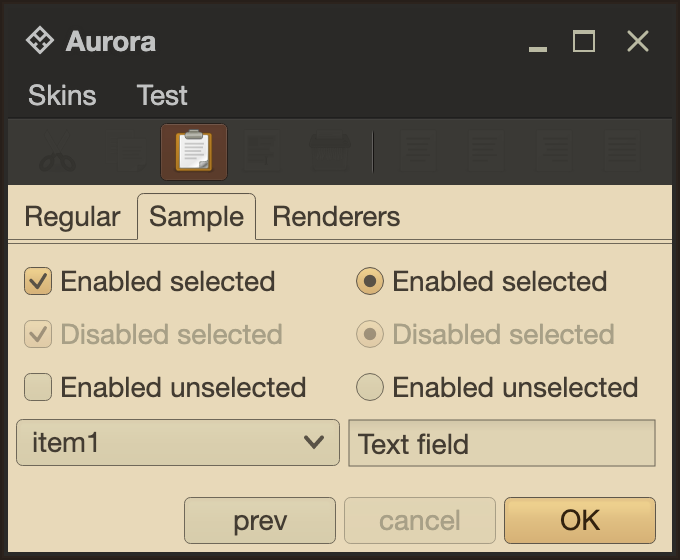 Aurora
Skins Test
Regular Sample Renderers
Enabled selected Enabled selected
Disabled selected Disabled selected
Enabled unselected Enabled unselected
item1 Text field
prev cancel OK